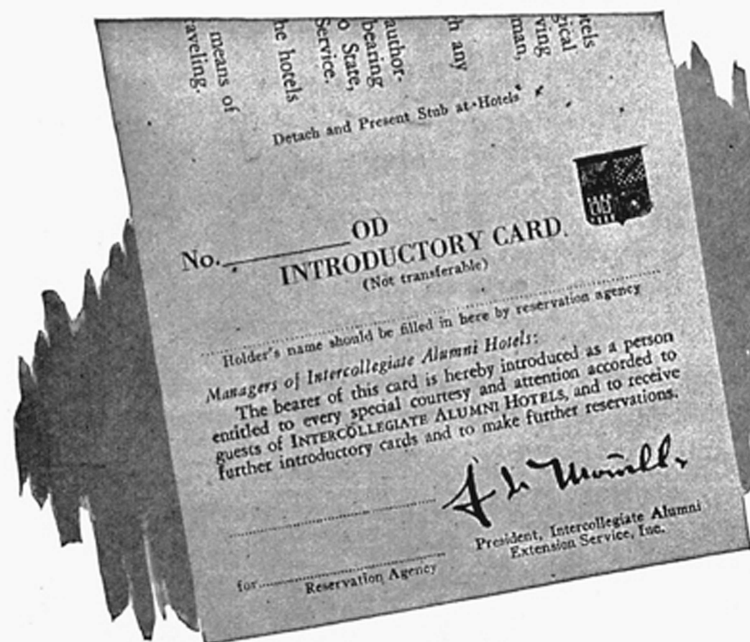 otels
gical
ving
man,
h any
author-
bearing
o State,
Service.
he hotels
means of
aveling.
Detach and Present Stub at Hotels
No.__________OD
INTRODUCTORY CARD.
(Not transferable)
Holder's name should be filled in here by reservation agency
Managers of Intercollegiate Alumni Hotels:
The bearer of this card is hereby introduced as a person
entitled to every special courtesy and attention accorded to
guests of INTERCOLLEGIATE ALUMNI HOTELS, and to receive
further introductory cards and to make further reservations.
President, Intercollegiate Alumni
Extension Service, Inc.
for
Reservation Agency